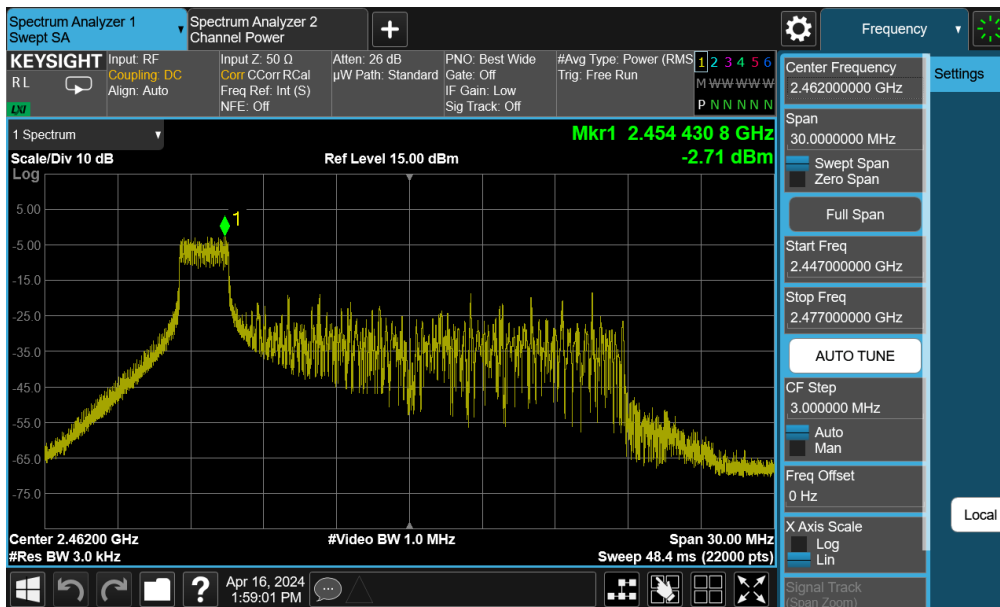 Spectrum Analyzer 1
Swept SA
Spectrum Analyzer 2
Channel Power
Frequency
KEYSIGHT
RL
LXI
Input: RF
Coupling: DC
Align: Auto
Input Z: 50 Ω
Corr CCorr RCal
Freq Ref: Int (S)
NFE: Off
Atten: 26 dB
µW Path: Standard
PNO: Best Wide
Gate: Off
IF Gain: Low
Sig Track: Off
#Avg Type: Power (RMS
Trig: Free Run
1 2 3 4 5 6
M W W W W W
P N N N N N
1 Spectrum
Mkr1 2.454 430 8 GHz
-2.71 dBm
Scale/Div 10 dB
Ref Level 15.00 dBm
Log
5.00
-5.00
-15.0
-25.0
-35.0
-45.0
-55.0
-65.0
-75.0
1
Center 2.46200 GHz
#Video BW 1.0 MHz
Span 30.00 MHz
#Res BW 3.0 kHz
Sweep 48.4 ms (22000 pts)
Center Frequency
2.462000000 GHz
Span
30.0000000 MHz
Swept Span
Zero Span
Full Span
Start Freq
2.447000000 GHz
Stop Freq
2.477000000 GHz
AUTO TUNE
CF Step
3.000000 MHz
Auto
Man
Freq Offset
0 Hz
X Axis Scale
Log
Lin
Signal Track
(Span Zoom)
Settings
Local
?
Apr 16, 2024
1:59:01 PM